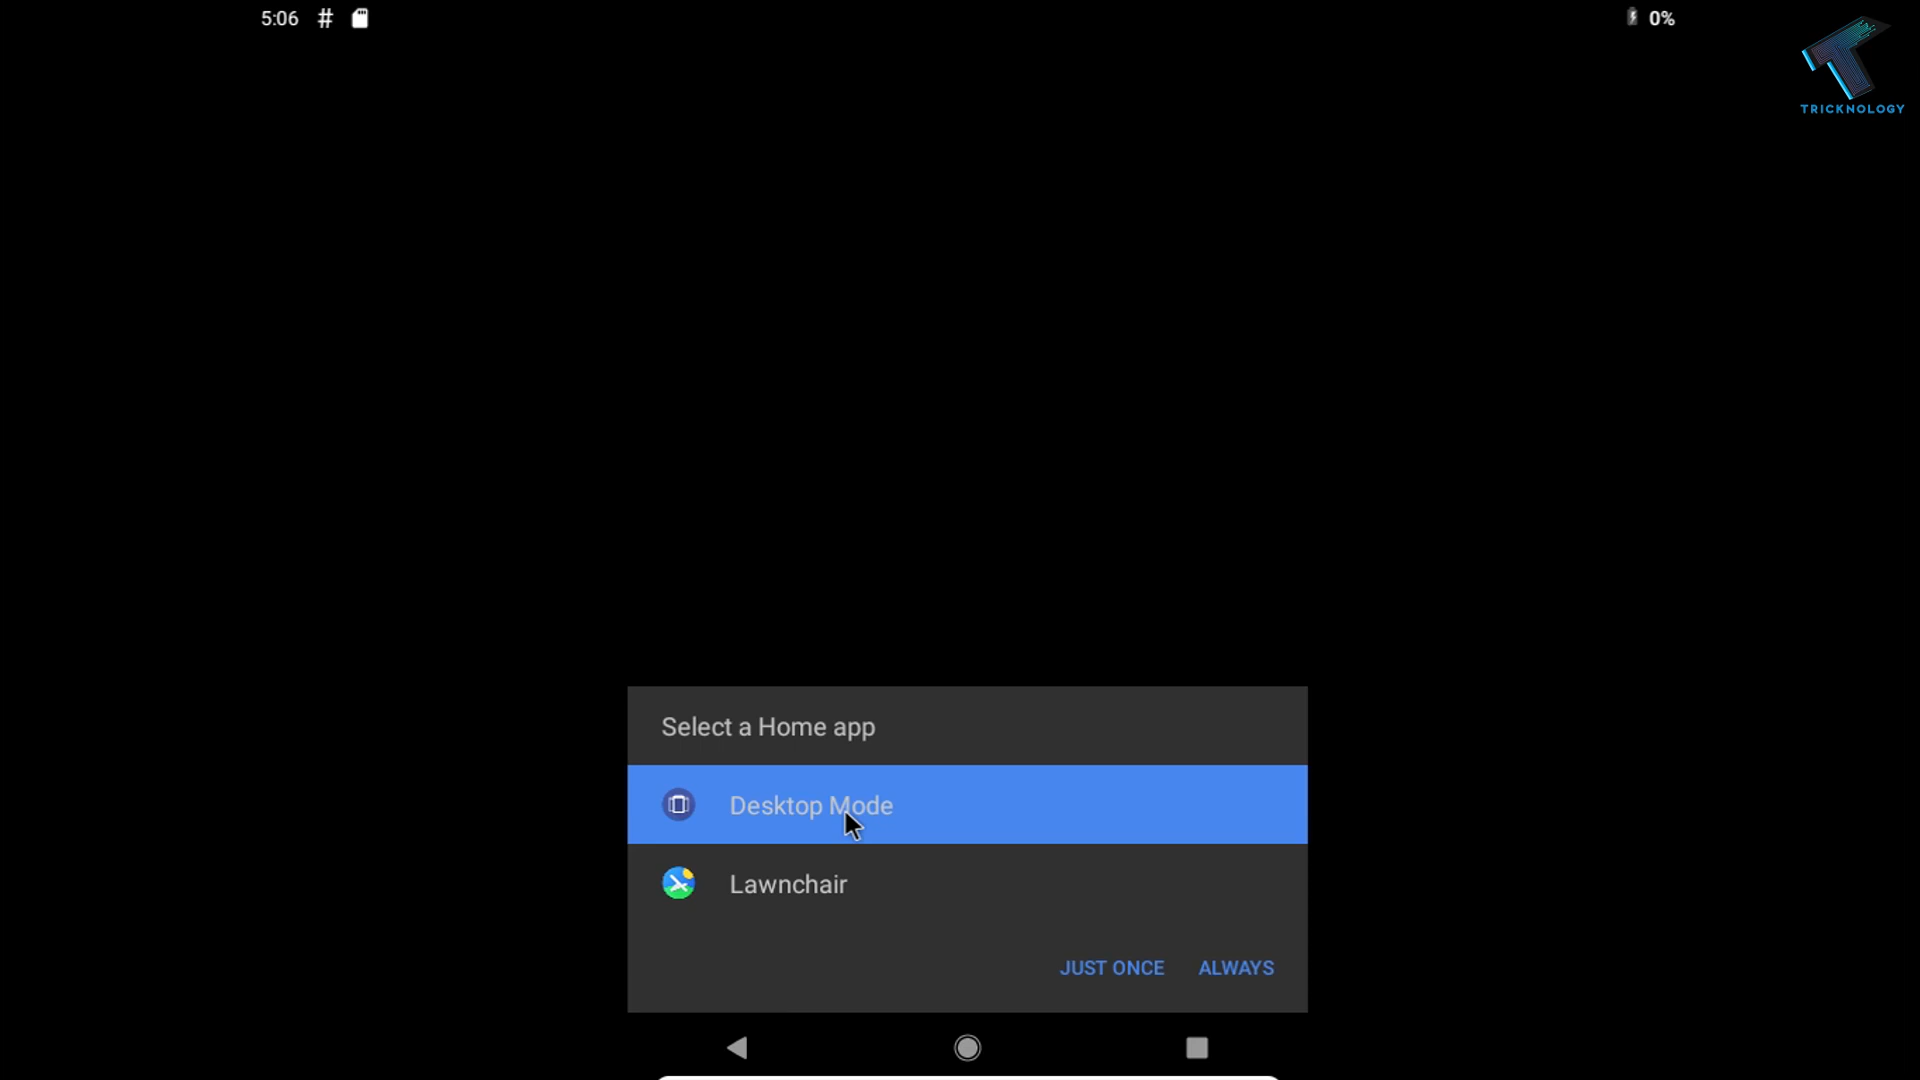 5:06 # 0%
TRICKNOLOGY
Select a Home app
Desktop Mode
Lawnchair
JUST ONCE ALWAYS